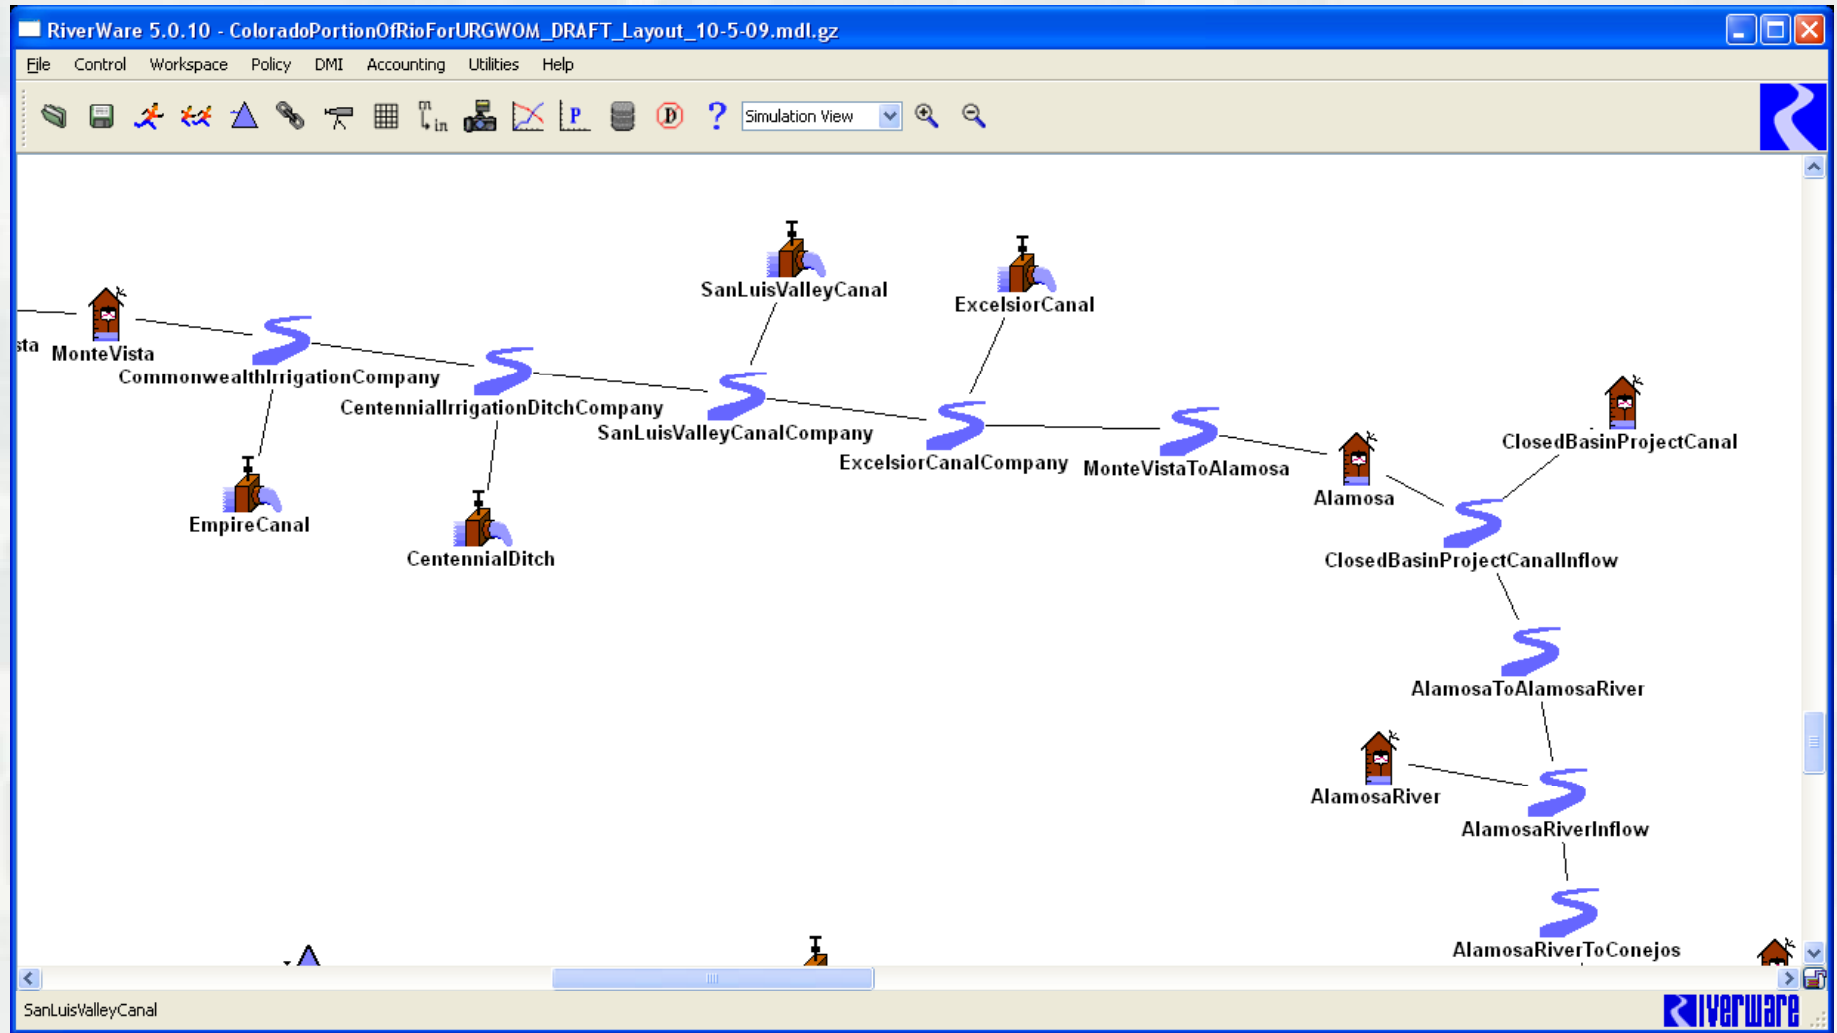 RiverWare 5.0.10 - ColoradoPortionOfRioForURGWOM_DRAFT_Layout_10-5-09.mdl.gz
File Control Workspace Policy DMI Accounting Utilities Help
m in P D ? Simulation View
SanLuisValleyCanal
ExcelsiorCanal
sta MonteVista
CommonwealthIrrigationCompany
CentennialIrrigationDitchCompany
SanLuisValleyCanalCompany
ExcelsiorCanalCompany
MonteVistaToAlamosa
ClosedBasinProjectCanal
Alamosa
EmpireCanal
CentennialDitch
ClosedBasinProjectCanalInflow
AlamosaToAlamosaRiver
AlamosaRiver
AlamosaRiverInflow
AlamosaRiverToConejos
SanLuisValleyCanal
Riverware